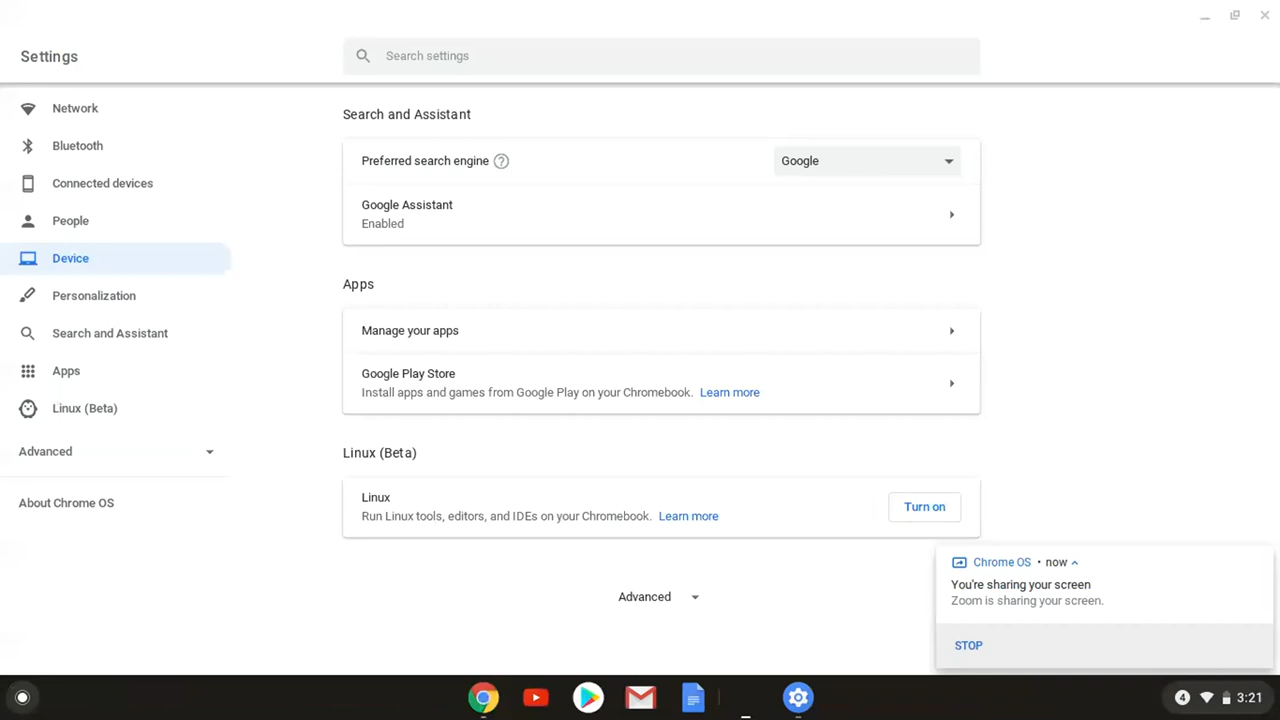 Settings
Search settings
Network
Bluetooth
Connected devices
People
Device
Personalization
Search and Assistant
Apps
Linux (Beta)
Advanced
About Chrome OS
Search and Assistant
Preferred search engine ?
Google
Google Assistant
Enabled
Apps
Manage your apps
Google Play Store
Install apps and games from Google Play on your Chromebook. Learn more
Linux (Beta)
Linux
Run Linux tools, editors, and IDEs on your Chromebook. Learn more
Turn on
Advanced
Chrome OS • now
You're sharing your screen
Zoom is sharing your screen.
STOP
4 3:21